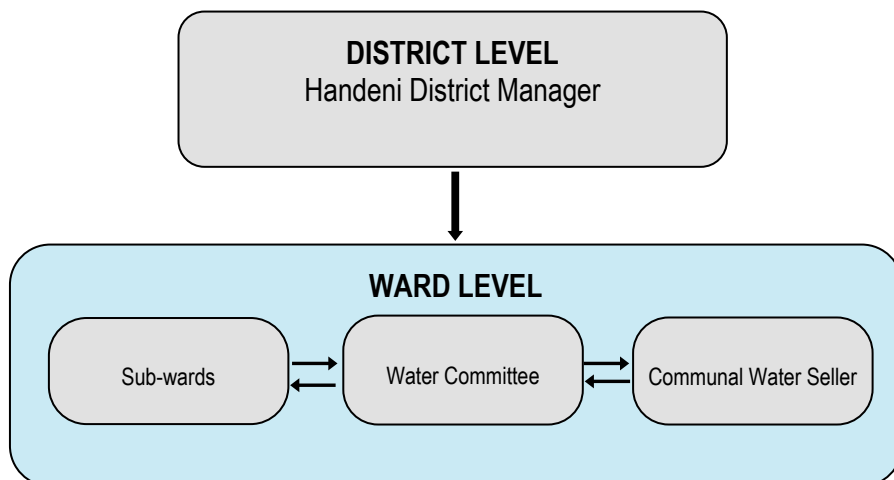 DISTRICT LEVEL
Handeni District Manager
WARD LEVEL
Sub-wards
Water Committee
Communal Water Seller